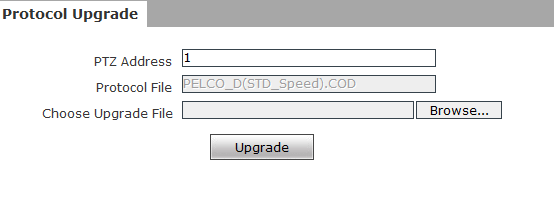 Protocol Upgrade
PTZ Address 1
Protocol File PELCO_D(STD_Speed).COD
Choose Upgrade File Browse...
Upgrade